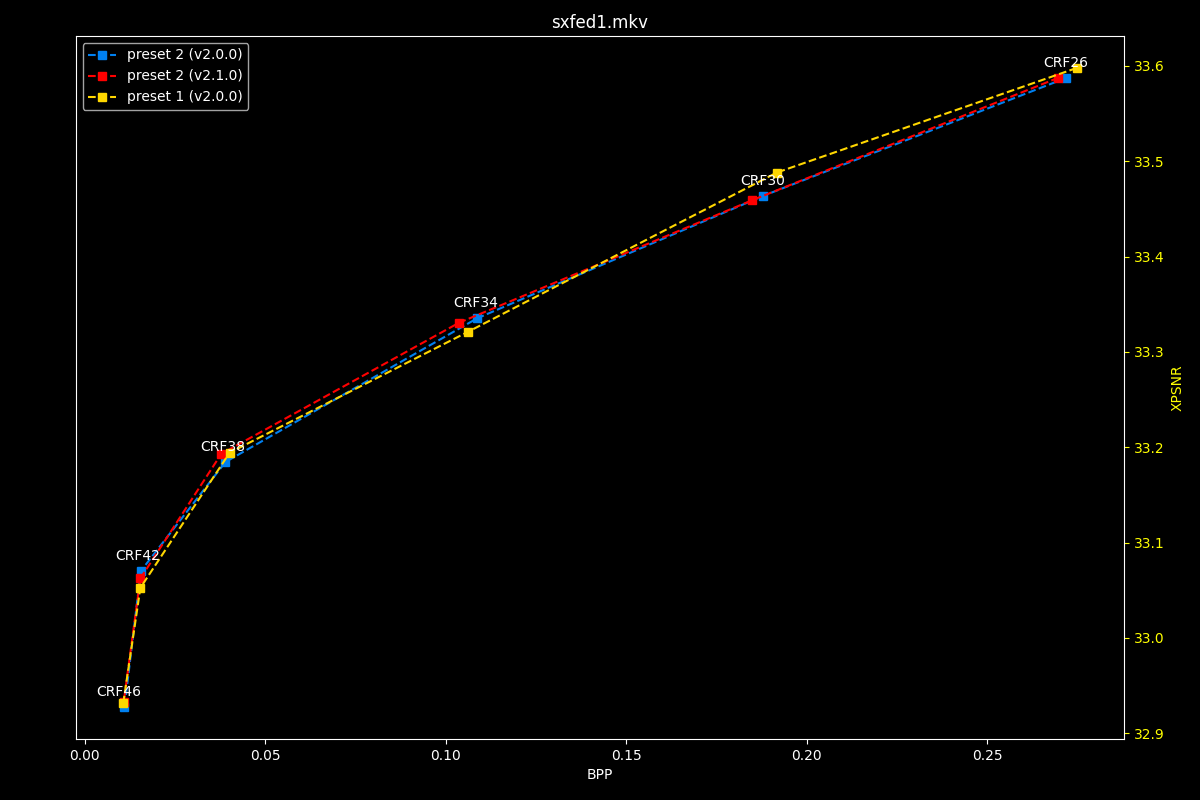 sxfed1.mkv
preset 2 (v2.0.0)
preset 2 (v2.1.0)
preset 1 (v2.0.0)
CRF26
CRF30
CRF34
CRF38
CRF42
CRF46
33.6
33.5
33.4
33.3
33.2
33.1
33.0
32.9
XPSNR
0.00 0.05 0.10 0.15 0.20 0.25
BPP